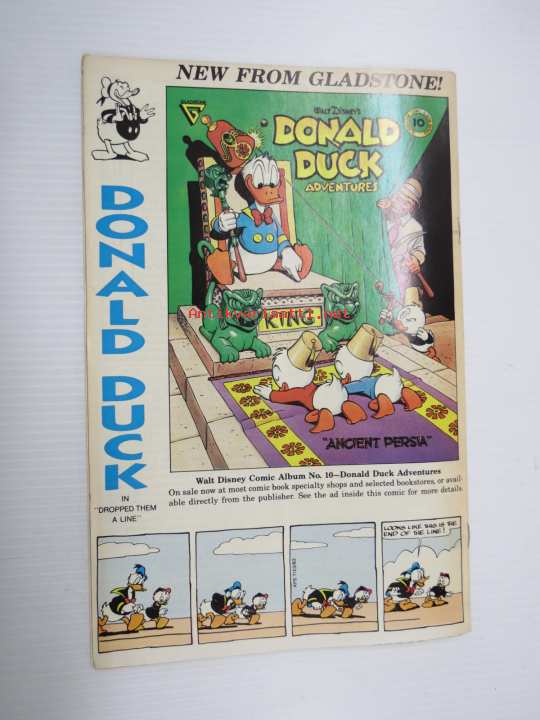 NEW FROM GLADSTONE!
GLADSTONE
WALT DISNEY'S
DONALD
DUCK
ADVENTURES
10
Antikvariaatti.net
KING
"ANCIENT PERSIA"
DONALD DUCK
IN
"DROPPED THEM
A LINE"
Walt Disney Comic Album No. 10—Donald Duck Adventures
On sale now at most comic book specialty shops and selected bookstores, or avail-
able directly from the publisher. See the ad inside this comic for more details.
LOOKS LIKE THIS IS THE
END OF THE LINE!